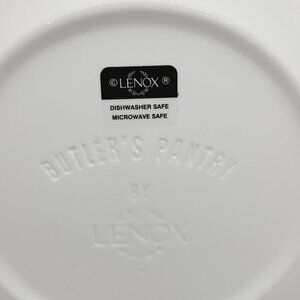 © LENOX ®
DISHWASHER SAFE
MICROWAVE SAFE
BUTLER'S PANTRY
BY
LENOX